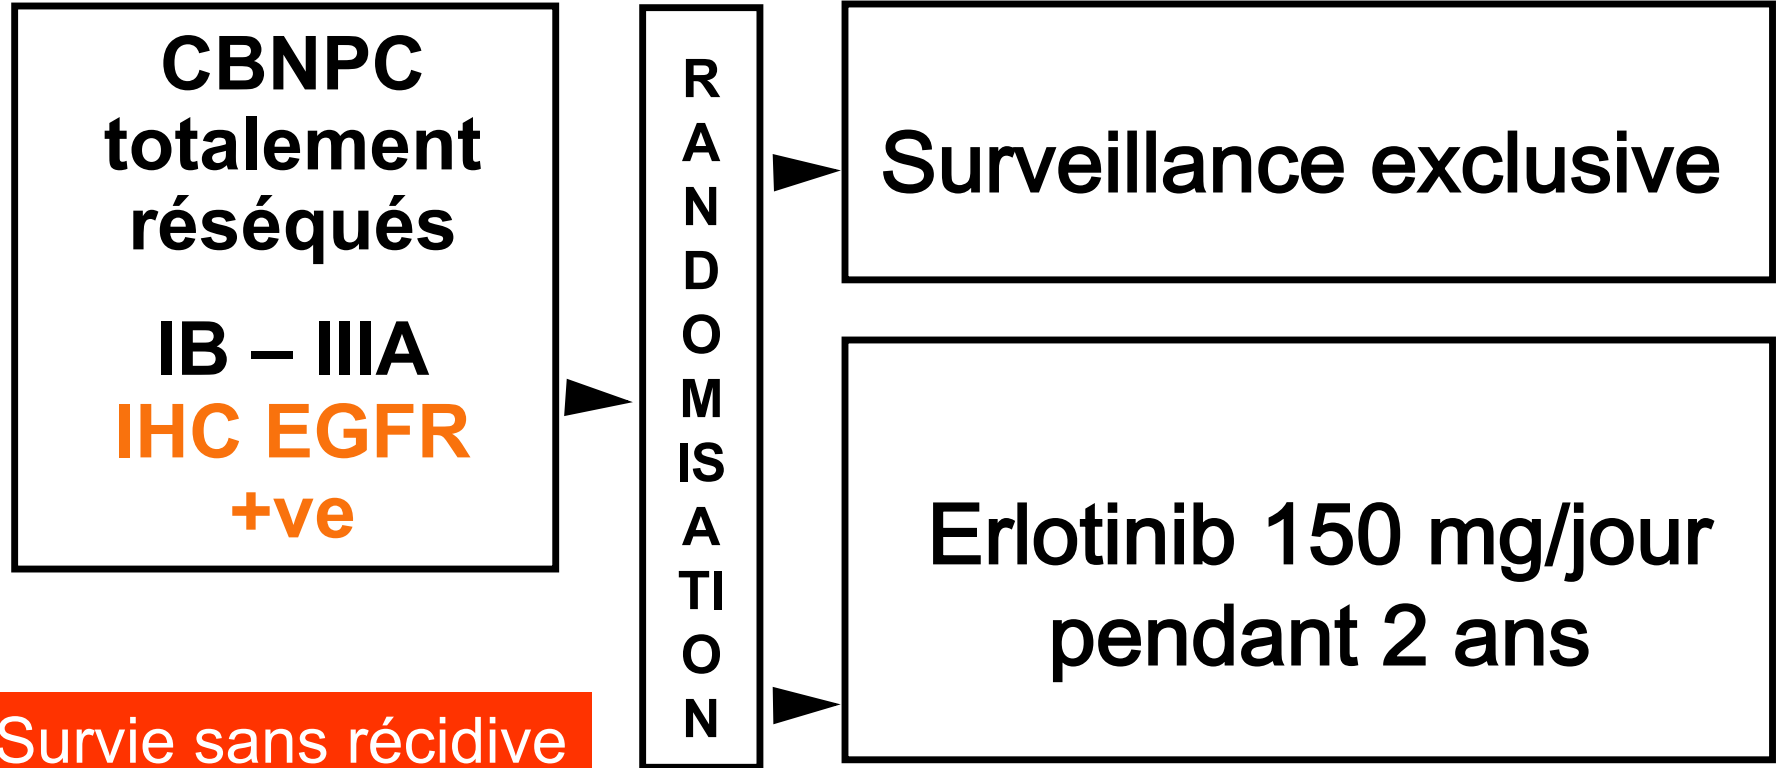 CBNPC
totalement
réséqués
IB – IIIA
IHC EGFR
+ve
R
A
N
D
O
M
IS
A
TI
O
N
Surveillance exclusive
Erlotinib 150 mg/jour
pendant 2 ans
Survie sans récidive